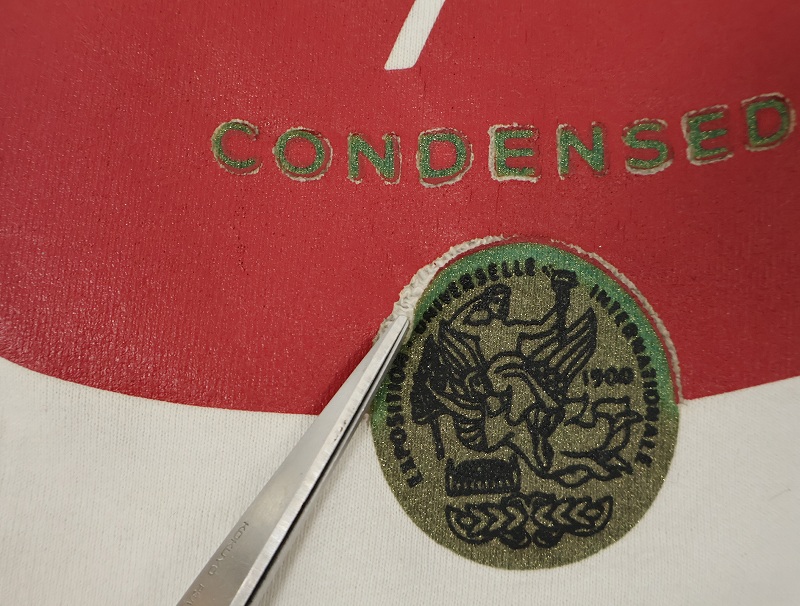 CONDENSED
EXPOSITION UNIVERSELLE INTERNATIONALE
1900